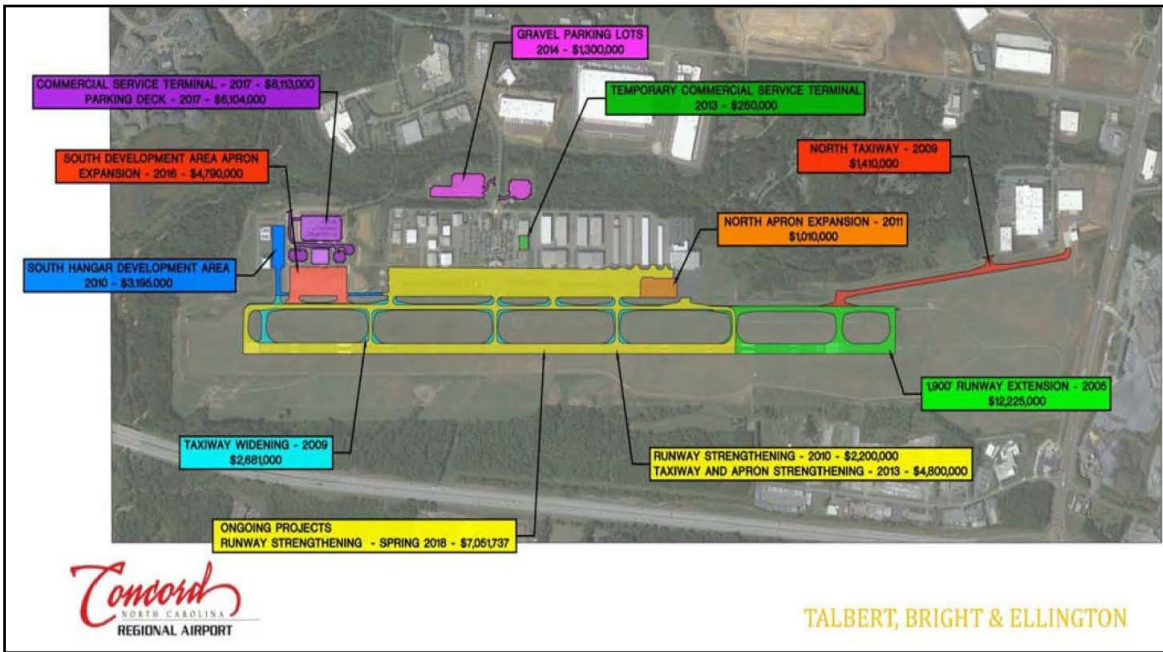 GRAVEL PARKING LOTS
2014 - $1,300,000
COMMERCIAL SERVICE TERMINAL - 2017 - $8,113,000
PARKING DECK - 2017 - $6,104,000
TEMPORARY COMMERCIAL SERVICE TERMINAL
2013 - $250,000
SOUTH DEVELOPMENT AREA APRON
EXPANSION - 2016 - $4,790,000
NORTH TAXIWAY - 2009
$1,410,000
NORTH APRON EXPANSION - 2011
$1,010,000
SOUTH HANGAR DEVELOPMENT AREA
2010 - $3,195,000
1,900' RUNWAY EXTENSION - 2005
$12,225,000
TAXIWAY WIDENING - 2009
$2,681,000
RUNWAY STRENGTHENING - 2010 - $2,200,000
TAXIWAY AND APRON STRENGTHENING - 2013 - $4,800,000
ONGOING PROJECTS
RUNWAY STRENGTHENING - SPRING 2018 - $7,051,737
Concord
NORTH CAROLINA
REGIONAL AIRPORT
TALBERT, BRIGHT & ELLINGTON